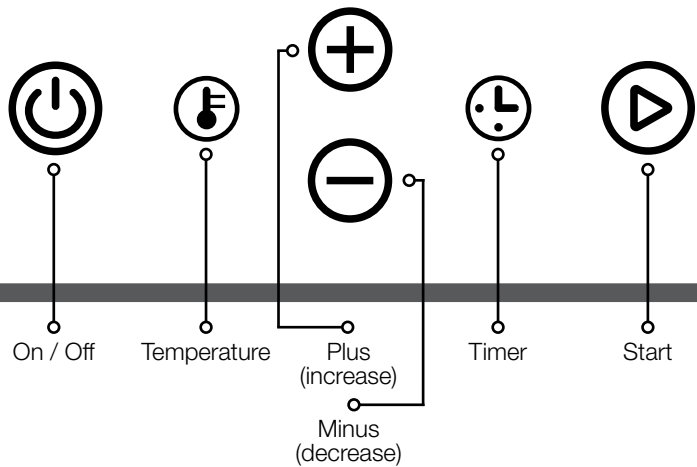 On / Off
Temperature
Plus
(increase)
Timer
Start
Minus
(decrease)